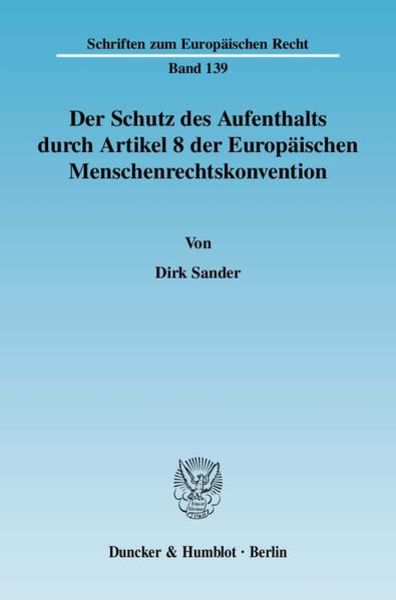 Schriften zum Europäischen Recht
Band 139
Der Schutz des Aufenthalts
durch Artikel 8 der Europäischen
Menschenrechtskonvention
Von
Dirk Sander
Duncker & Humblot · Berlin